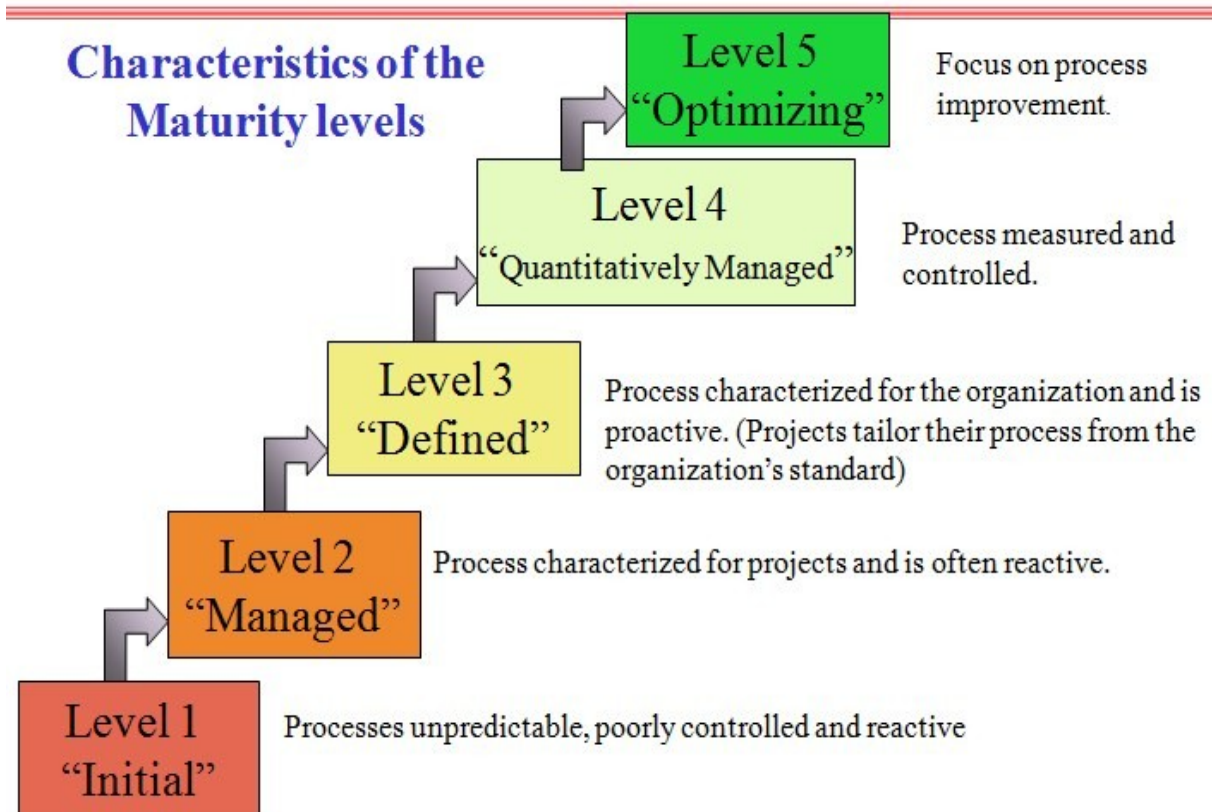 Characteristics of the
Maturity levels
Level 5
“Optimizing”
Focus on process
improvement.
Level 4
“Quantitatively Managed”
Process measured and
controlled.
Level 3
“Defined”
Process characterized for the organization and is
proactive. (Projects tailor their process from the
organization’s standard)
Level 2
“Managed”
Process characterized for projects and is often reactive.
Level 1
“Initial”
Processes unpredictable, poorly controlled and reactive